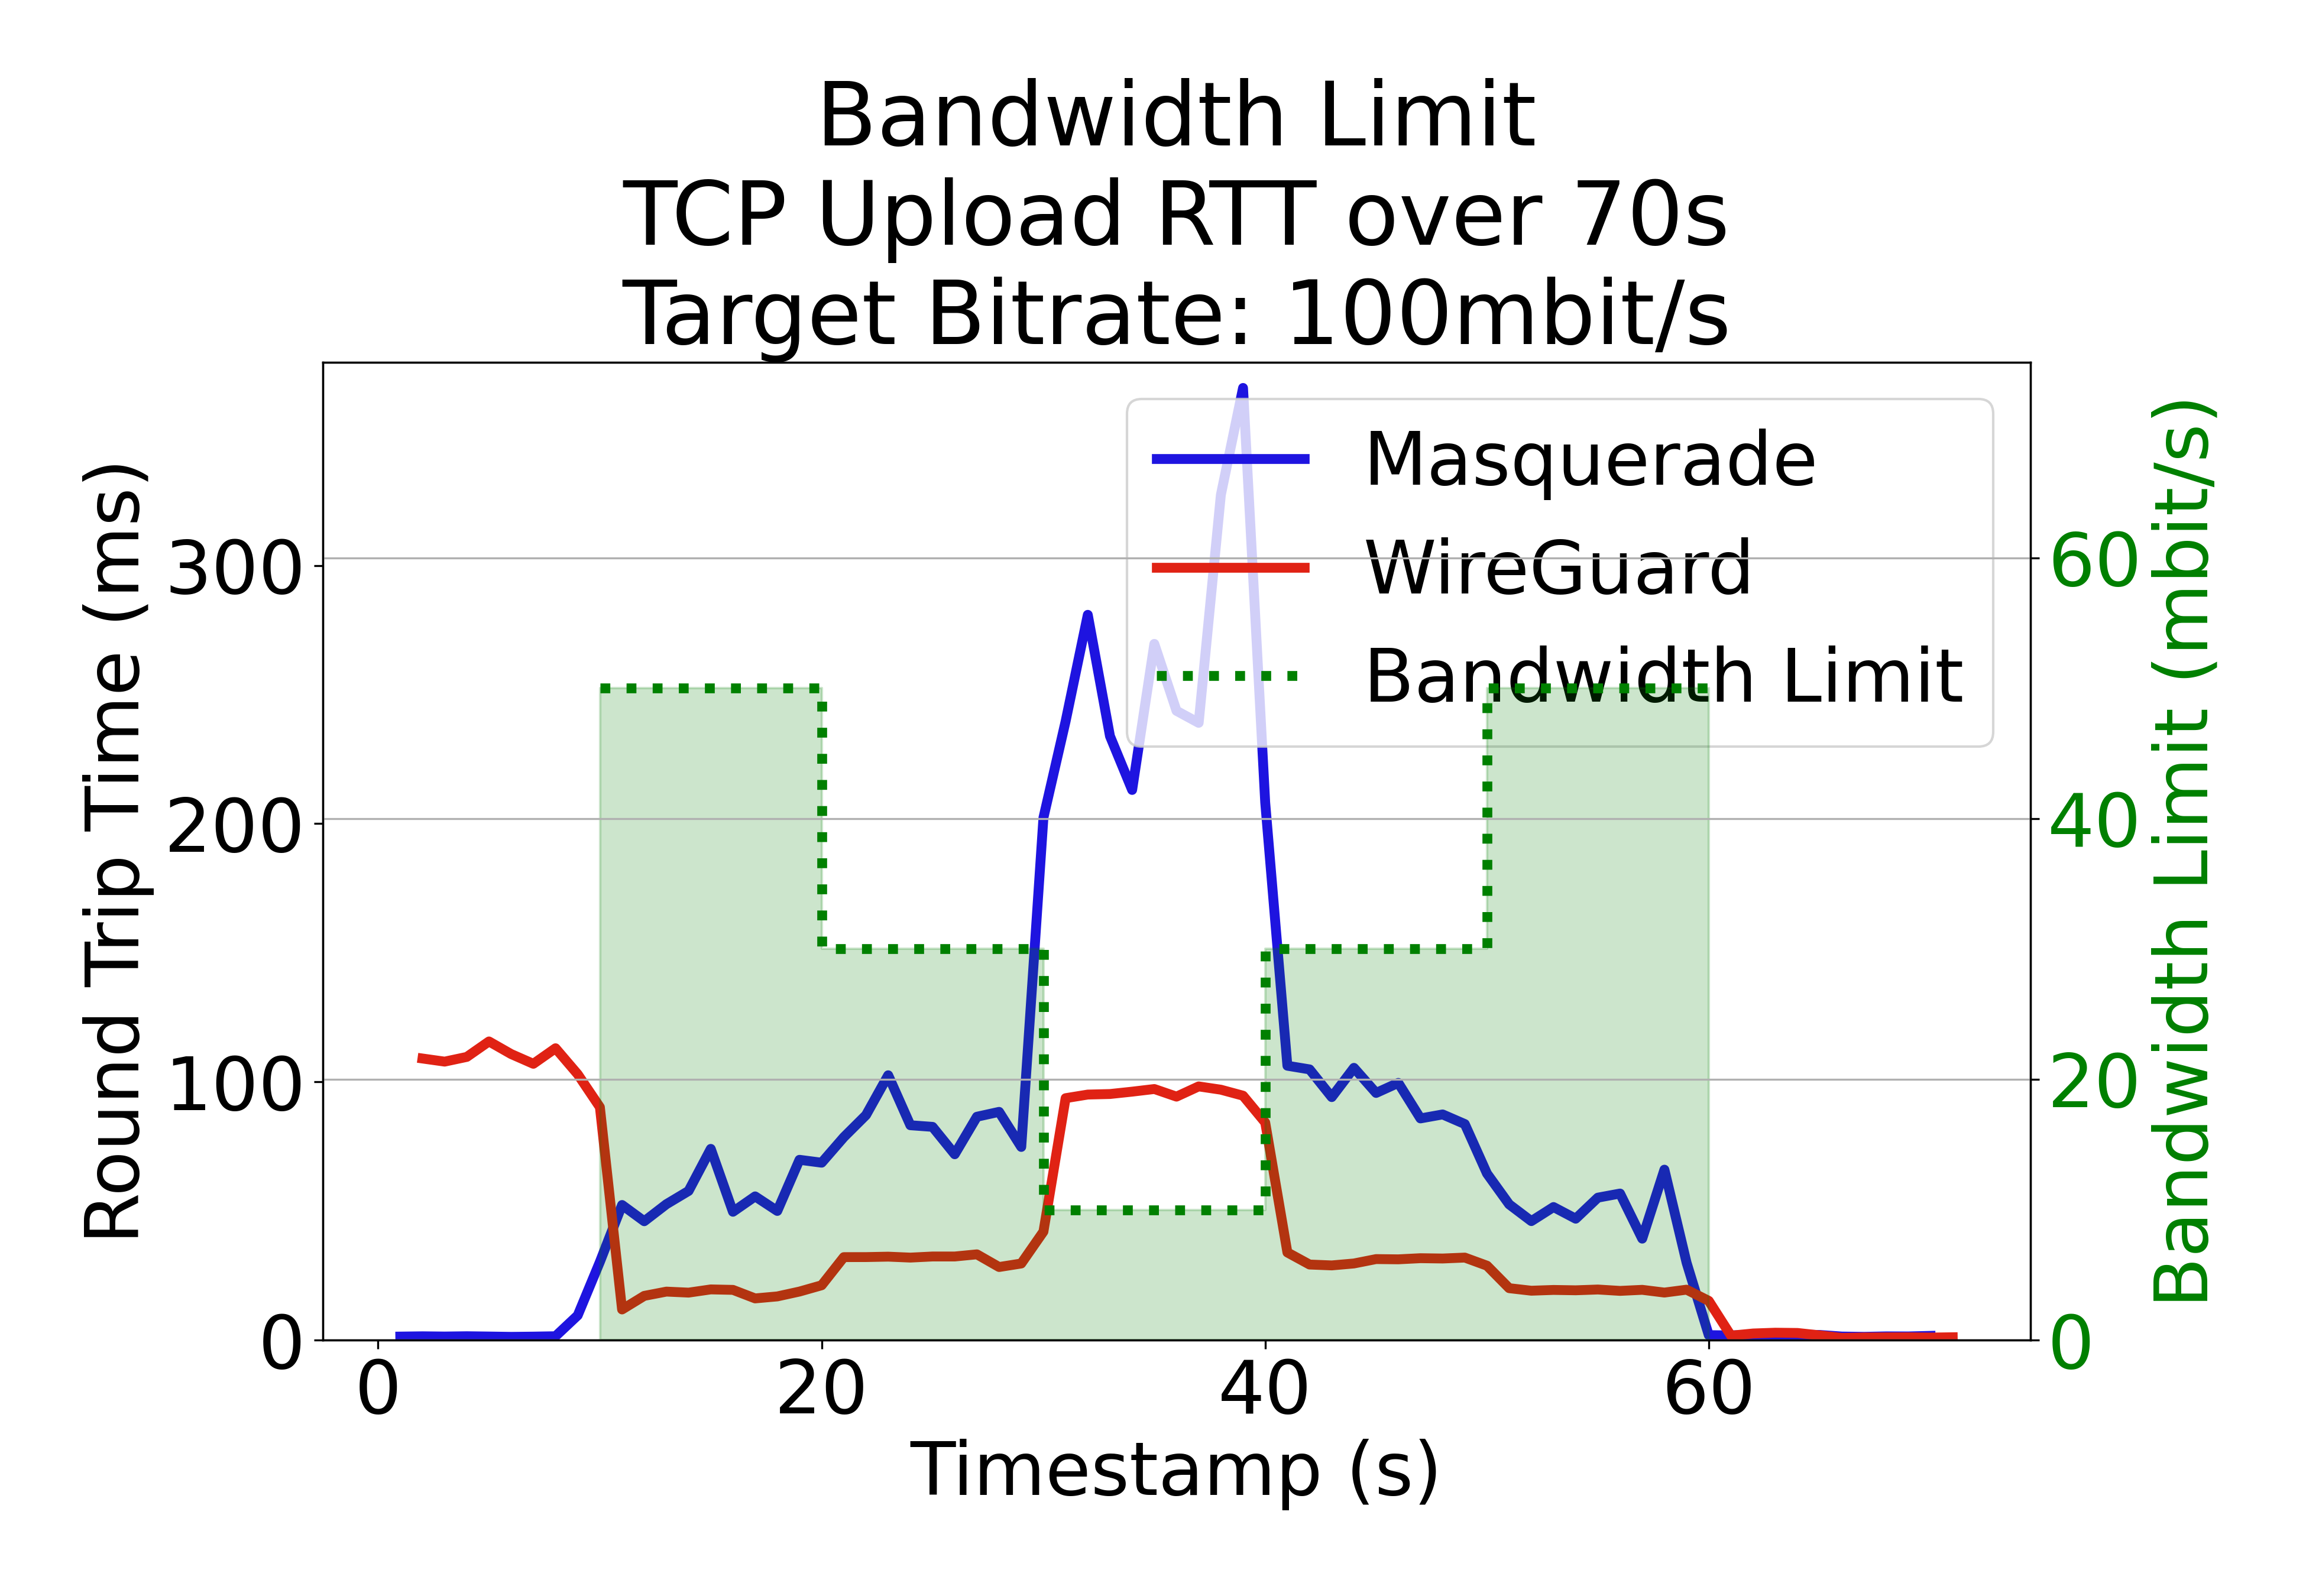 Bandwidth Limit
TCP Upload RTT over 70s
Target Bitrate: 100mbit/s
Round Trip Time (ms)
300
200
100
0
Masquerade
WireGuard
Bandwidth Limit
60
40
20
0
Bandwidth Limit (mbit/s)
0
20
40
60
Timestamp (s)